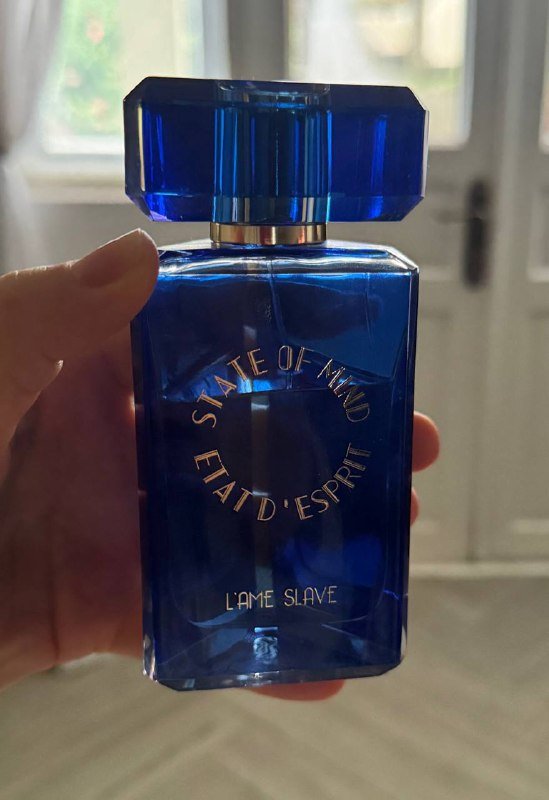 STATE OF MIND
ETAT D'ESPRIT
L'AME SLAVE